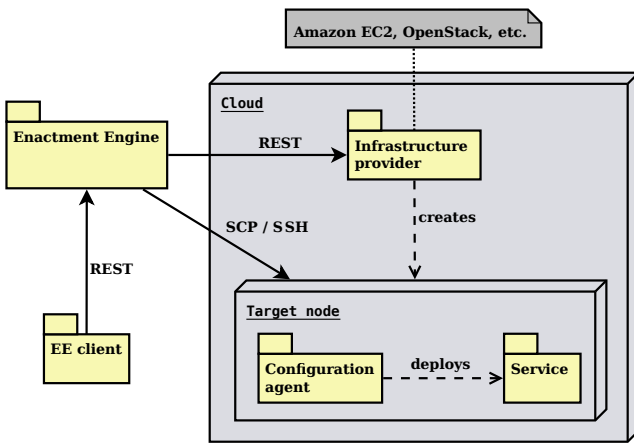 Amazon EC2, OpenStack, etc.
Cloud
Enactment Engine
REST
Infrastructure
provider
SCP / SSH
creates
REST
Target node
EE client
Configuration
agent
deploys
Service